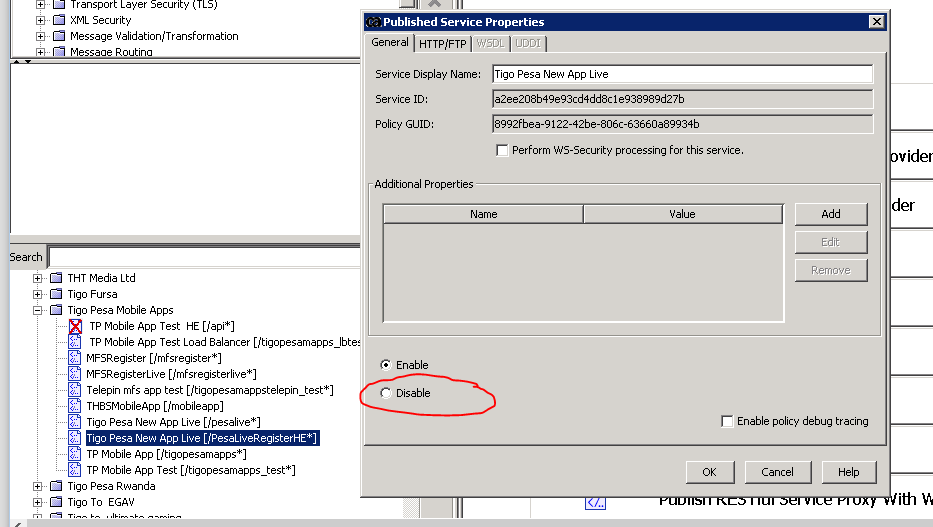 Transport Layer Security (TLS)
XML Security
Message Validation/Transformation
Message Routing
Search
THT Media Ltd
Tigo Fursa
Tigo Pesa Mobile Apps
TP Mobile App Test HE [/api*]
TP Mobile App Test Load Balancer [/tigopesamapps_lbtes
MFSRegister [/mfsregister*]
MFSRegisterLive [/mfsregisterlive*]
Telepin mfs app test [/tigopesamappstelepin_test*]
THBSMobileApp [/mobileapp]
Tigo Pesa New App Live [/pesalive*]
Tigo Pesa New App Live [/PesaLiveRegisterHE*]
TP Mobile App [/tigopesamapps*]
TP Mobile App Test [/tigopesamapps_test*]
Tigo Pesa Rwanda
Tigo To EGAV
Tigo to ultimate gaming
Published Service Properties
General HTTP/FTP WSDL UDDI
Service Display Name: Tigo Pesa New App Live
Service ID: a2ee208b49e93cd4dd8c1e938989d27b
Policy GUID: 8992fbea-9122-42be-806c-63660a89934b
Perform WS-Security processing for this service.
Additional Properties
Name Value
Add
Edit
Remove
Enable
Disable
Enable policy debug tracing
OK Cancel Help
ovider
der
Publish RESTful Service Proxy With W